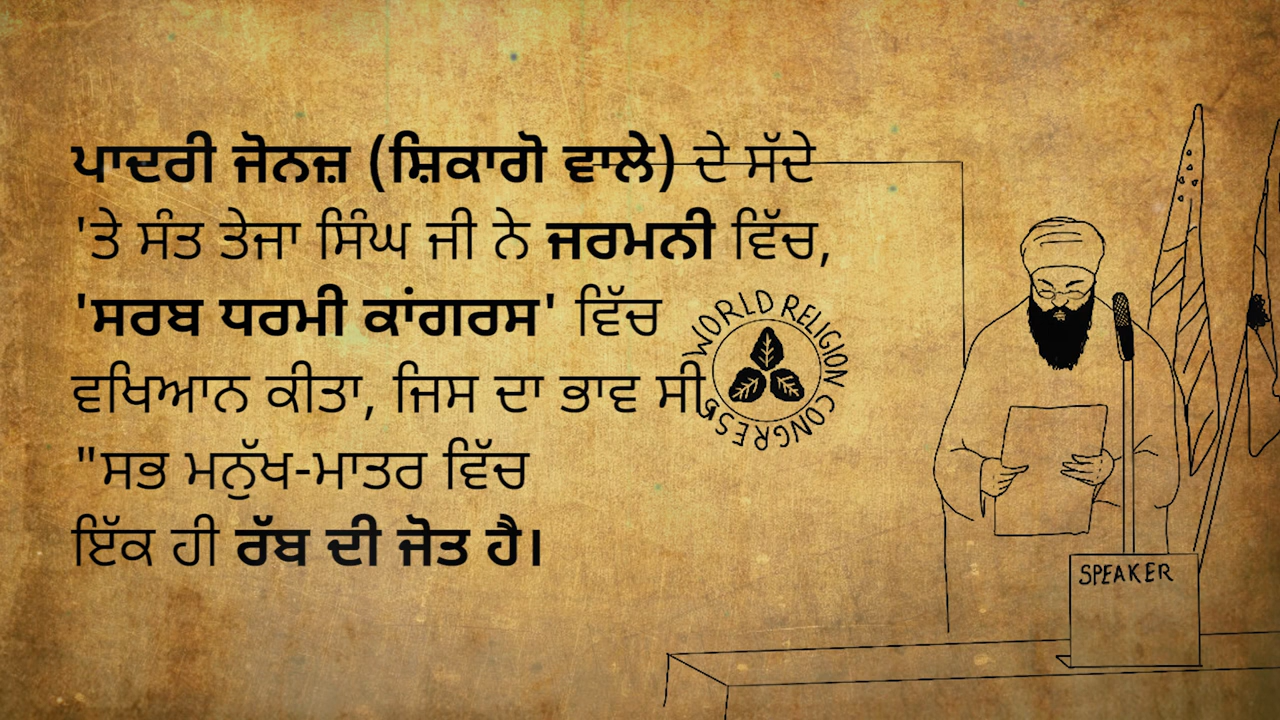 ਪਾਦਰੀ ਜੋਨਜ਼ (ਸ਼ਿਕਾਗੋ ਵਾਲੇ) ਦੇ ਸੱਦੇ
'ਤੇ ਸੰਤ ਤੇਜਾ ਸਿੰਘ ਜੀ ਨੇ ਜਰਮਨੀ ਵਿੱਚ,
'ਸਰਬ ਧਰਮੀ ਕਾਂਗਰਸ' ਵਿੱਚ
ਵਖਿਆਨ ਕੀਤਾ, ਜਿਸ ਦਾ ਭਾਵ ਸੀ,
"ਸਭ ਮਨੁੱਖ-ਮਾਤਰ ਵਿੱਚ
ਇੱਕ ਹੀ ਰੱਬ ਦੀ ਜੋਤ ਹੈ।
WORLD RELIGION CONGRESS
SPEAKER